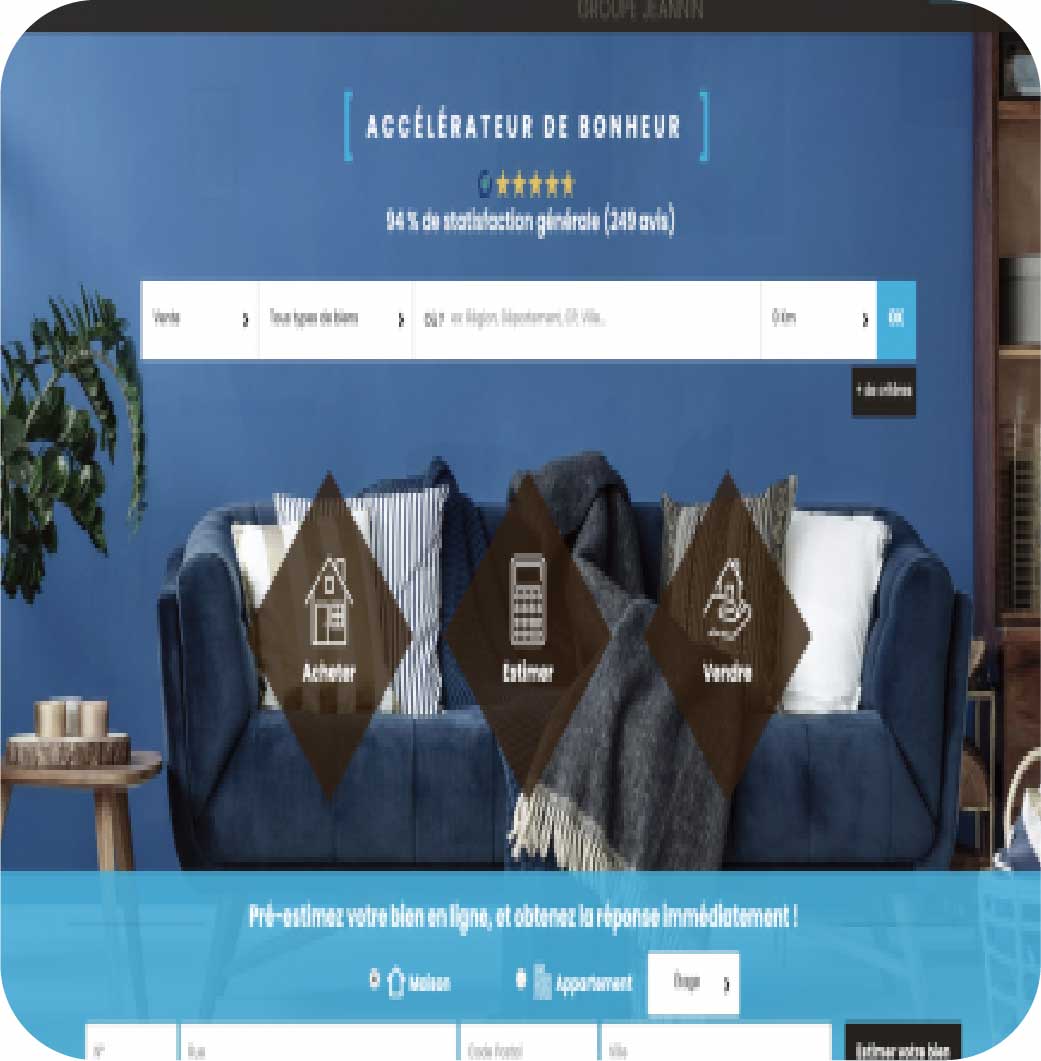 GROUPE JEANNIN
ACCÉLÉRATEUR DE BONHEUR
94 % de statisfaction générale (249 avis)
Vente Tous types de biens OÙ ? ex: Région, Département, CP, Ville... 0 Km OK
+ de critères
Acheter Estimer Vendre
Pré-estimez votre bien en ligne, et obtenez la réponse immédiatement !
Maison Appartement Étage
N° Rue Code Postal Ville Estimer votre bien